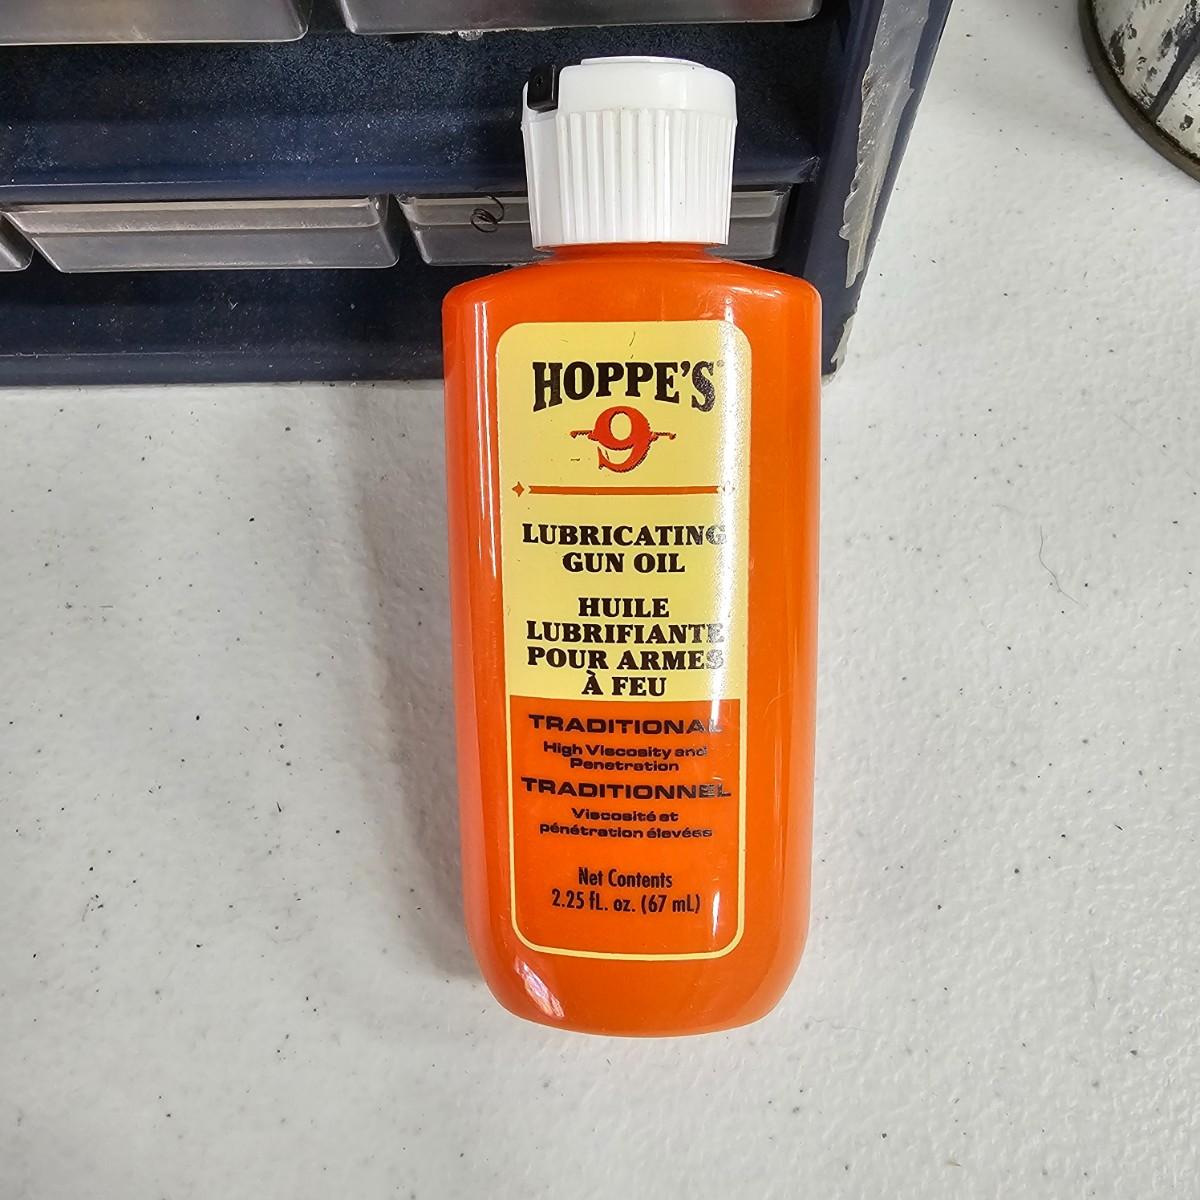 HOPPE'S
9
LUBRICATING
GUN OIL
HUILE
LUBRIFIANTE
POUR ARMES
À FEU
TRADITIONAL
High Viscosity and
Penetration
TRADITIONNEL
Viscosité et
pénétration élevées
Net Contents
2.25 fL. oz. (67 mL)